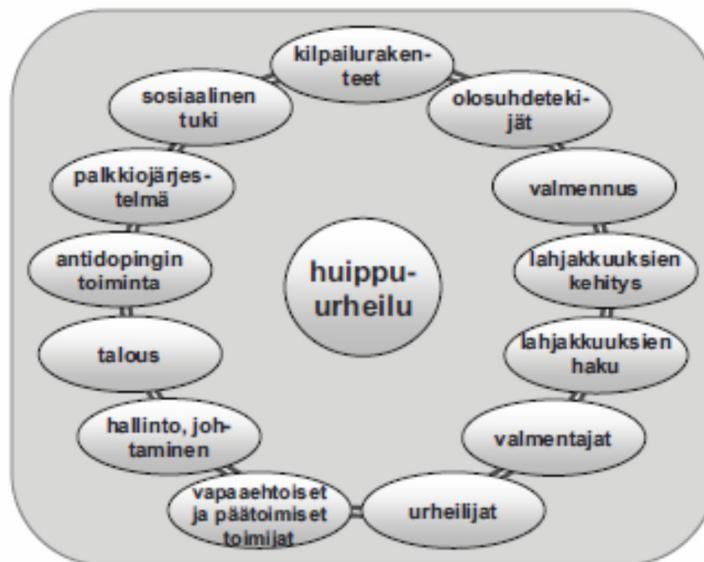 kilpailuraken-
teet
olosuhdeteki-
jät
valmennus
lahjakkuuksien
kehitys
lahjakkuuksien
haku
valmentajat
urheilijat
vapaaehtoiset
ja päätoimiset
toimijat
hallinto, joh-
taminen
talous
antidopingin
toiminta
palkkiojärjes-
telmä
sosiaalinen
tuki
huippu-
urheilu